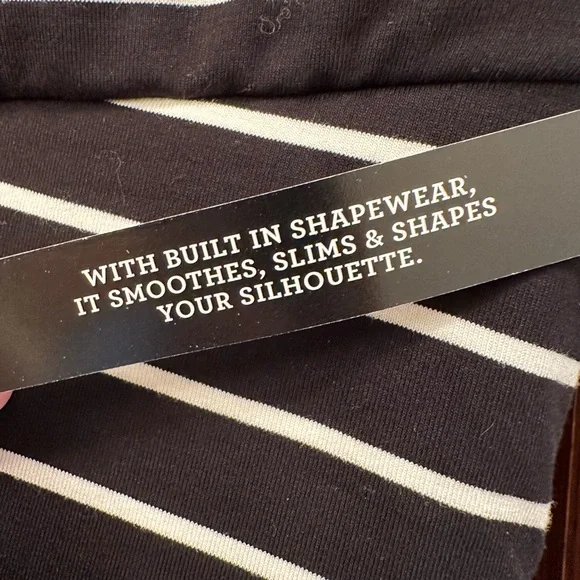 WITH BUILT IN SHAPEWEAR,
IT SMOOTHES, SLIMS & SHAPES
YOUR SILHOUETTE.